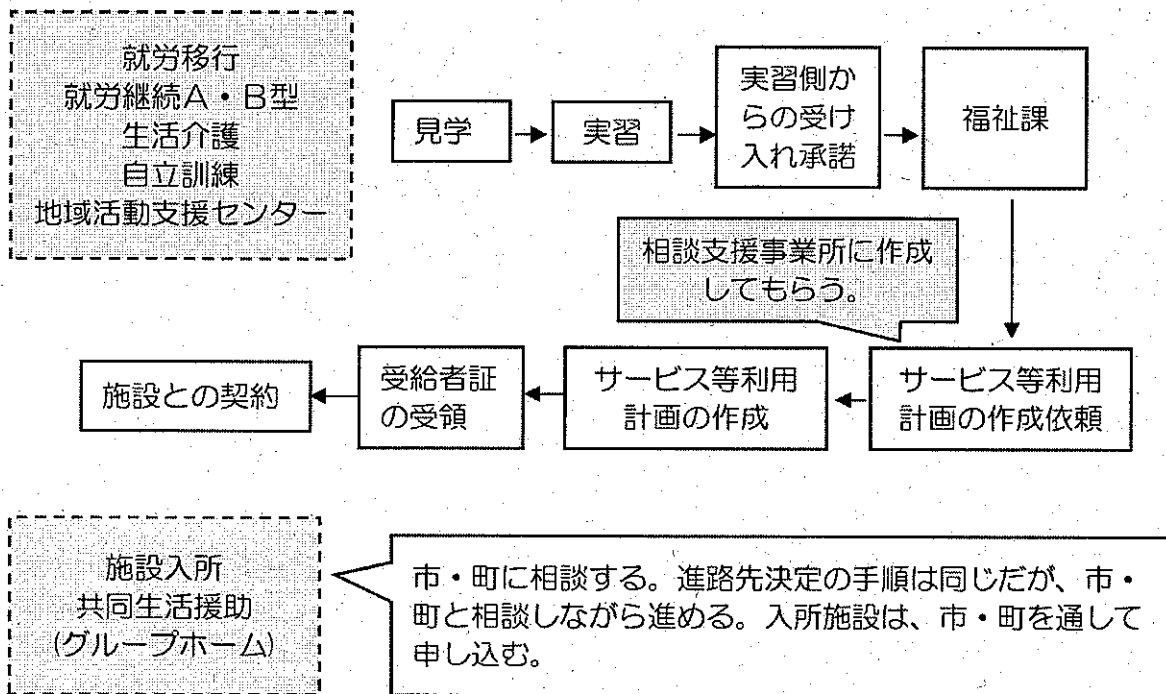 就労移行
就労継続A・B型
生活介護
自立訓練
地域活動支援センター
見学
実習
実習側か
らの受け
入れ承諾
福祉課
相談支援事業所に作成
してもらう。
サービス等利用
計画の作成依頼
サービス等利用
計画の作成
受給者証
の受領
施設との契約
施設入所
共同生活援助
(グループホーム)
市・町に相談する。進路先決定の手順は同じだが、市・
町と相談しながら進める。入所施設は、市・町を通して
申し込む。